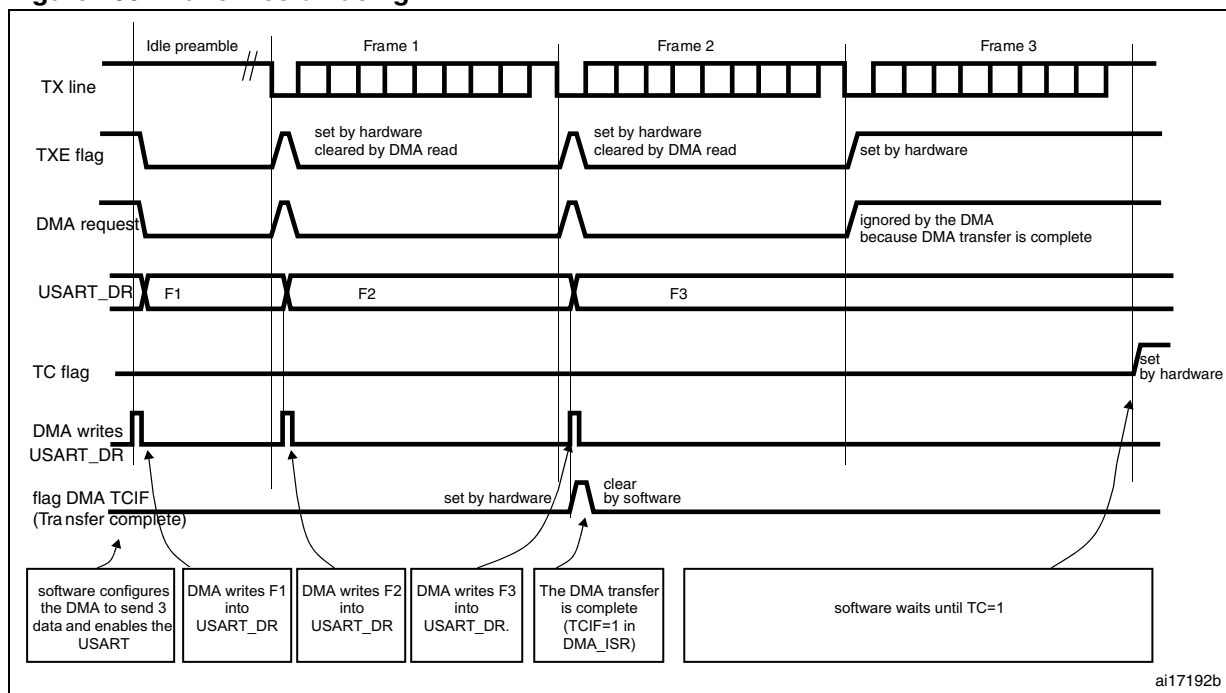 Idle preamble
Frame 1
Frame 2
Frame 3
TX line
TXE flag
set by hardware
cleared by DMA read
set by hardware
cleared by DMA read
set by hardware
DMA request
ignored by the DMA
because DMA transfer is complete
USART_DR
F1
F2
F3
TC flag
set
by hardware
DMA writes
USART_DR
flag DMA TCIF
(Transfer complete)
set by hardware
clear
by software
software configures
the DMA to send 3
data and enables the
USART
DMA writes F1
into
USART_DR
DMA writes F2
into
USART_DR
DMA writes F3
into
USART_DR.
The DMA transfer
is complete
(TCIF=1 in
DMA_ISR)
software waits until TC=1
ai17192b